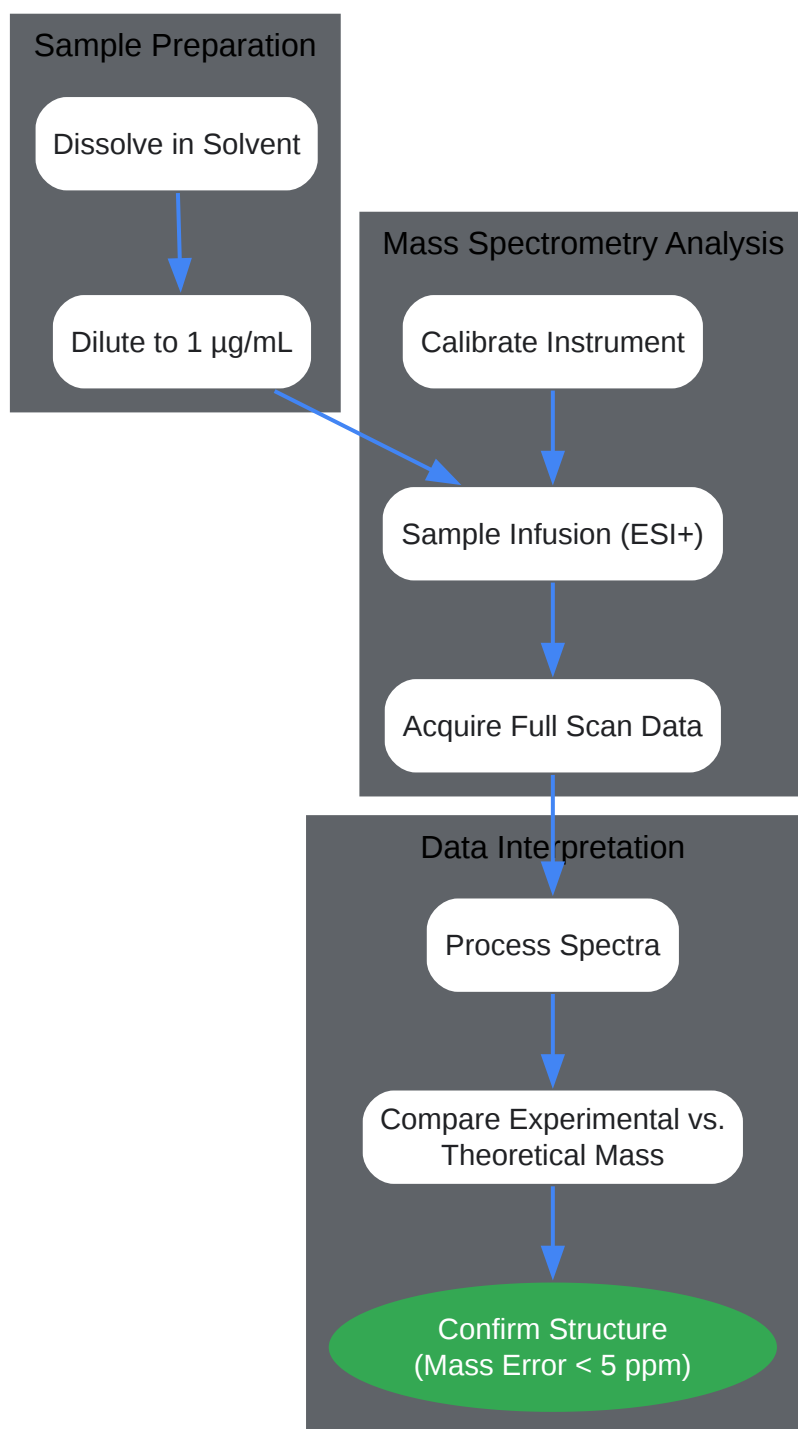 Sample Preparation
Dissolve in Solvent
Dilute to 1 µg/mL
Mass Spectrometry Analysis
Calibrate Instrument
Sample Infusion (ESI+)
Acquire Full Scan Data
Data Interpretation
Process Spectra
Compare Experimental vs.
Theoretical Mass
Confirm Structure
(Mass Error < 5 ppm)